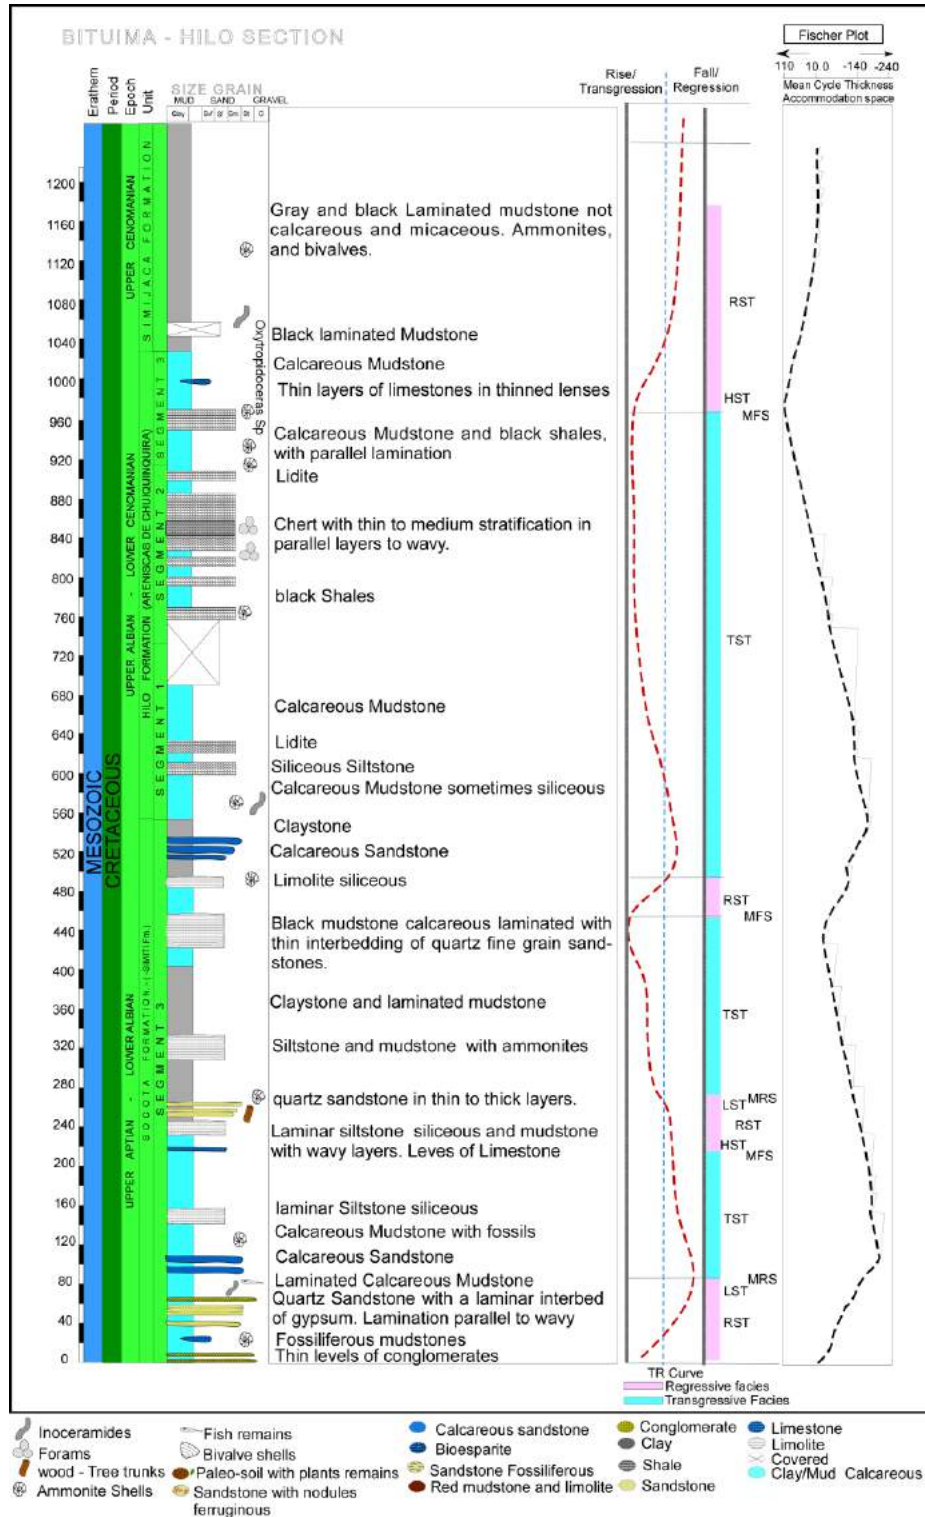 BITUIMA - HILO SECTION
Fischer Plot
110 10.0 -140 -240
Mean Cycle Thickness
Accommodation space
Rise/
Transgression
Fall/
Regression
Erathem
Period
Epoch
Unit
SIZE GRAIN
MUD SAND GRAVEL
Clay
MESOZOIC
CRETACEOUS
UPPER CENOMANIAN
UPPER ALBIAN - LOWER CENOMANIAN
UPPER APTIAN - LOWER ALBIAN
SIMIJACA FORMATION
HILO FORMATION (ARENISCAS DE CHUIQUINQUIRA)
SEGMENT 3
SEGMENT 2
SEGMENT 1
SOCOTA FORMATION
SEGMENT 3
1200
1160
1120
1080
1040
1000
960
920
880
840
800
760
720
680
640
600
560
520
480
440
400
360
320
280
240
200
160
120
80
40
0
Oxytropidoceras Sp
Gray and black Laminated mudstone not
calcareous and micaceous. Ammonites,
and bivalves.
Black laminated Mudstone
Calcareous Mudstone
Thin layers of limestones in thinned lenses
Calcareous Mudstone and black shales,
with parallel lamination
Lidite
Chert with thin to medium stratification in
parallel layers to wavy.
black Shales
Calcareous Mudstone
Lidite
Siliceous Siltstone
Calcareous Mudstone sometimes siliceous
Claystone
Calcareous Sandstone
Limolite siliceous
Black mudstone calcareous laminated with
thin interbedding of quartz fine grain sand-
stones.
Claystone and laminated mudstone
Siltstone and mudstone with ammonites
quartz sandstone in thin to thick layers.
Laminar siltstone siliceous and mudstone
with wavy layers. Leves of Limestone
laminar Siltstone siliceous
Calcareous Mudstone with fossils
Calcareous Sandstone
Laminated Calcareous Mudstone
Quartz Sandstone with a laminar interbed
of gypsum. Lamination parallel to wavy
Fossiliferous mudstones
Thin levels of conglomerates
RST
HST
MFS
TST
RST
MFS
TST
MRS
LST
RST
HST
MFS
TST
MRS
LST
RST
TR Curve
Regressive facies
Transgressive Facies
Inoceramides
Forams
wood - Tree trunks
Ammonite Shells
Fish remains
Bivalve shells
Paleo-soil with plants remains
Sandstone with nodules
ferruginous
Calcareous sandstone
Bioesparite
Sandstone Fossiliferous
Red mudstone and limolite
Conglomerate
Clay
Shale
Sandstone
Limestone
Limolite
Covered
Clay/Mud Calcareous